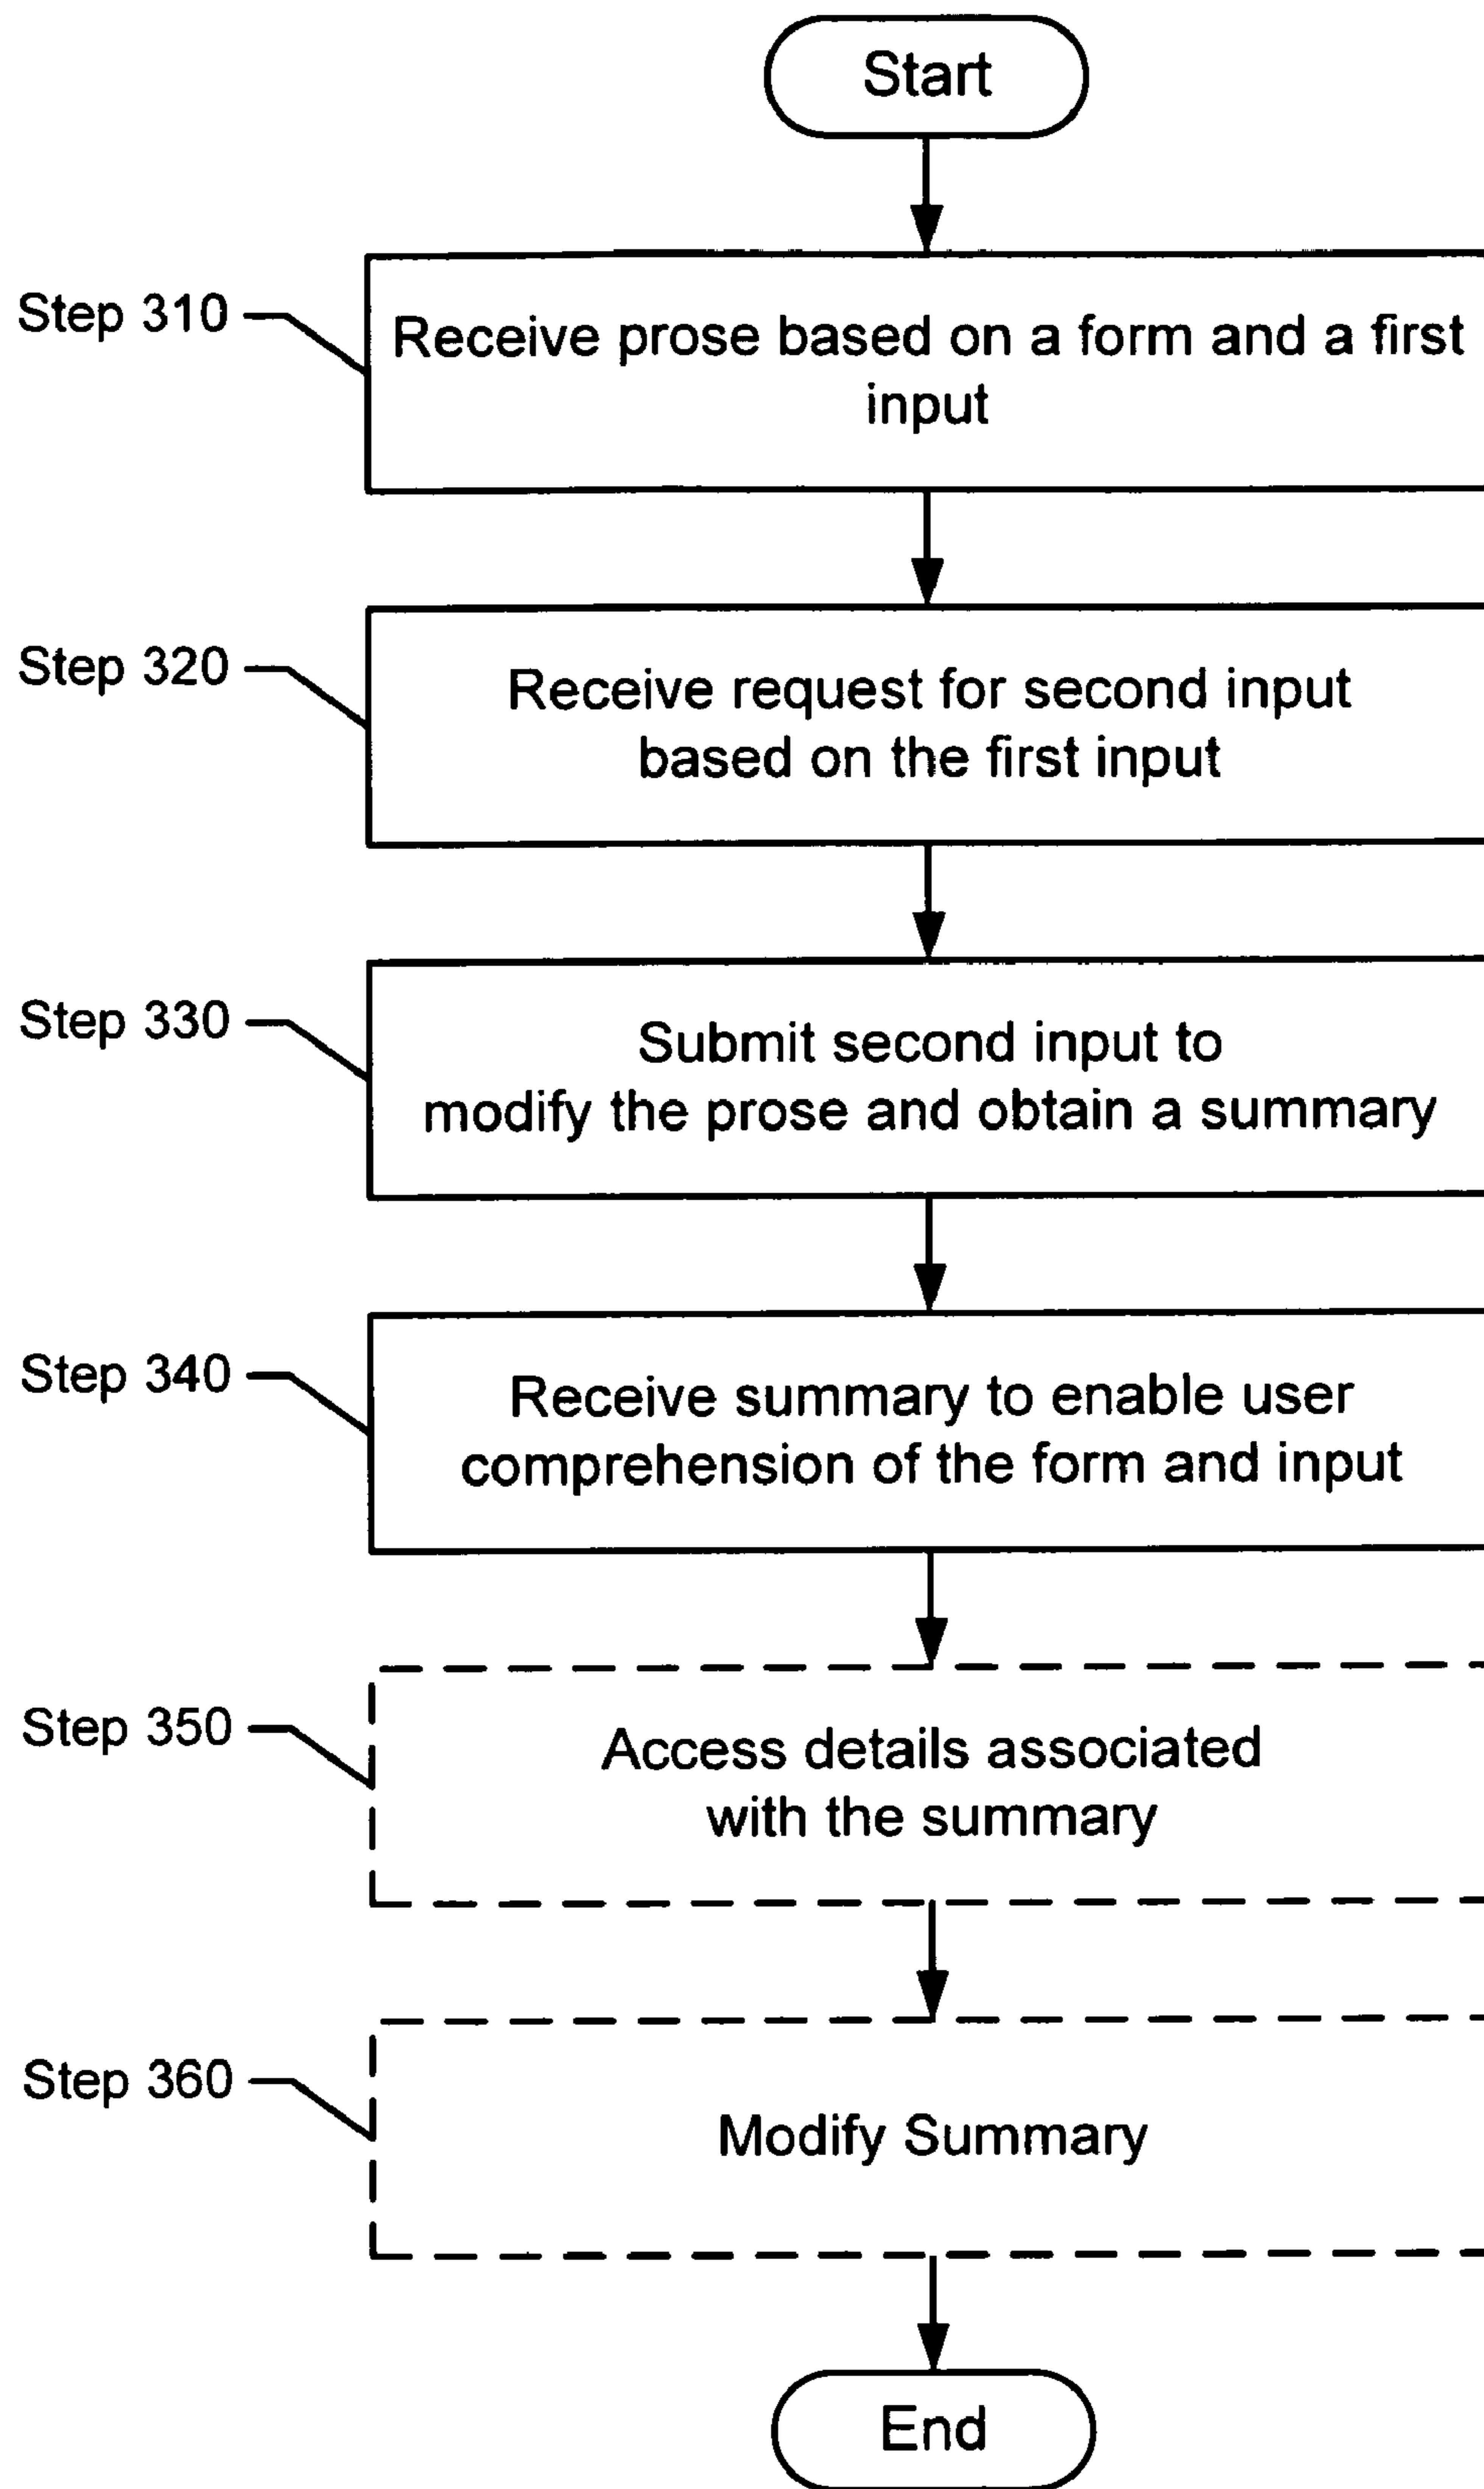 Start
Step 310
Receive prose based on a form and a first
input
Step 320
Receive request for second input
based on the first input
Step 330
Submit second input to
modify the prose and obtain a summary
Step 340
Receive summary to enable user
comprehension of the form and input
Step 350
Access details associated
with the summary
Step 360
Modify Summary
End